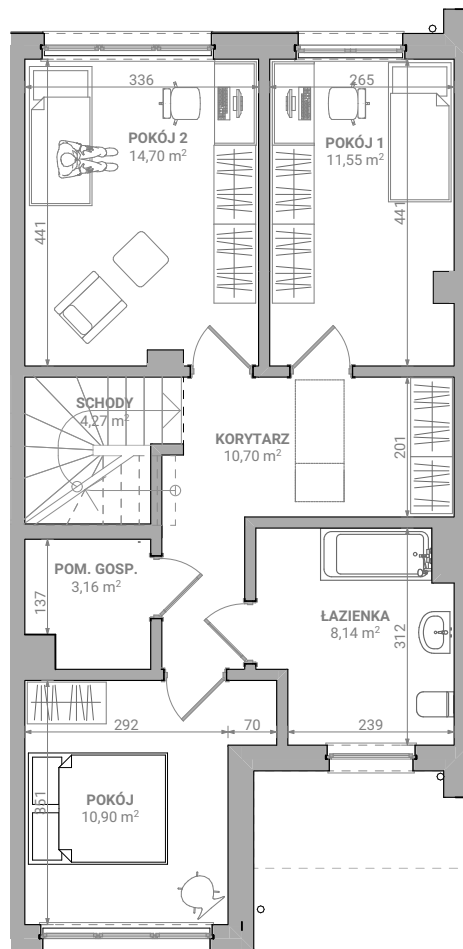 336
265
POKÓJ 2
14,70 m²
POKÓJ 1
11,55 m²
441
441
SCHODY
4,27 m²
KORYTARZ
10,70 m²
201
POM. GOSP.
3,16 m²
137
ŁAZIENKA
8,14 m²
312
292
70
239
351
POKÓJ
10,90 m²